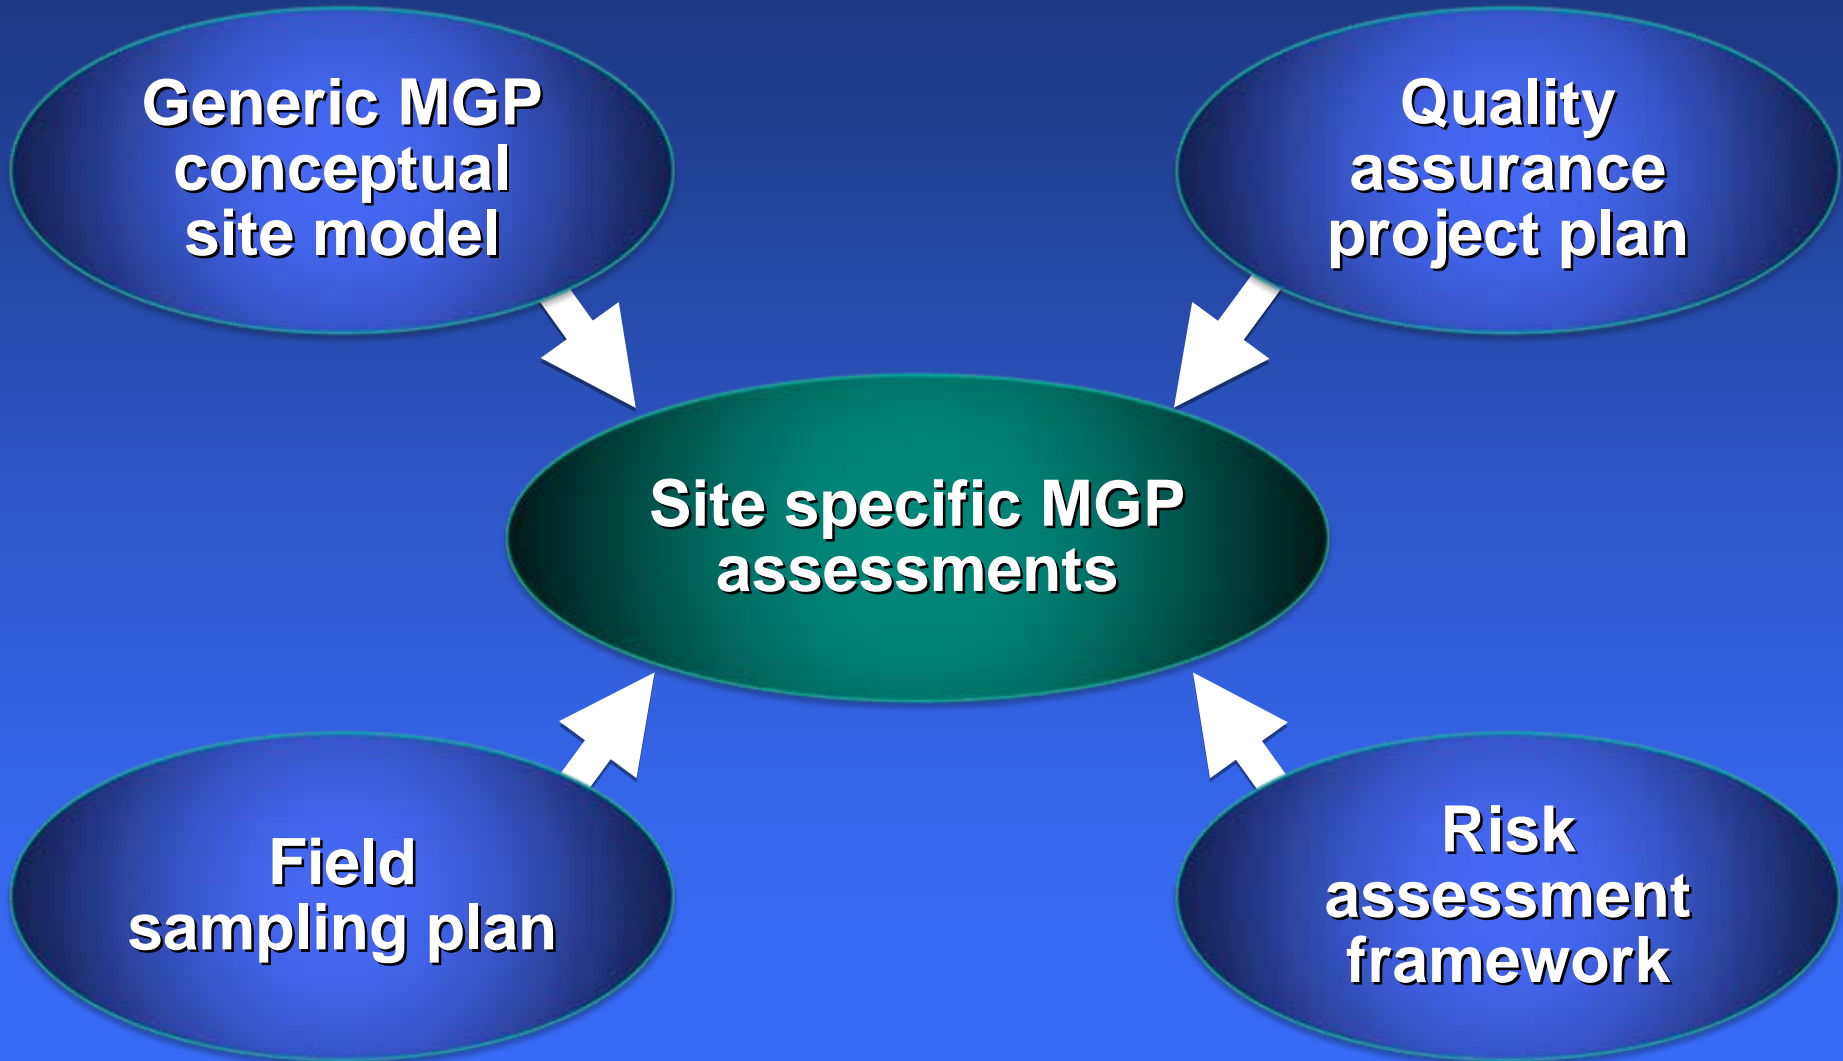 Generic MGP
conceptual
site model
Quality
assurance
project plan
Site specific MGP
assessments
Field
sampling plan
Risk
assessment
framework